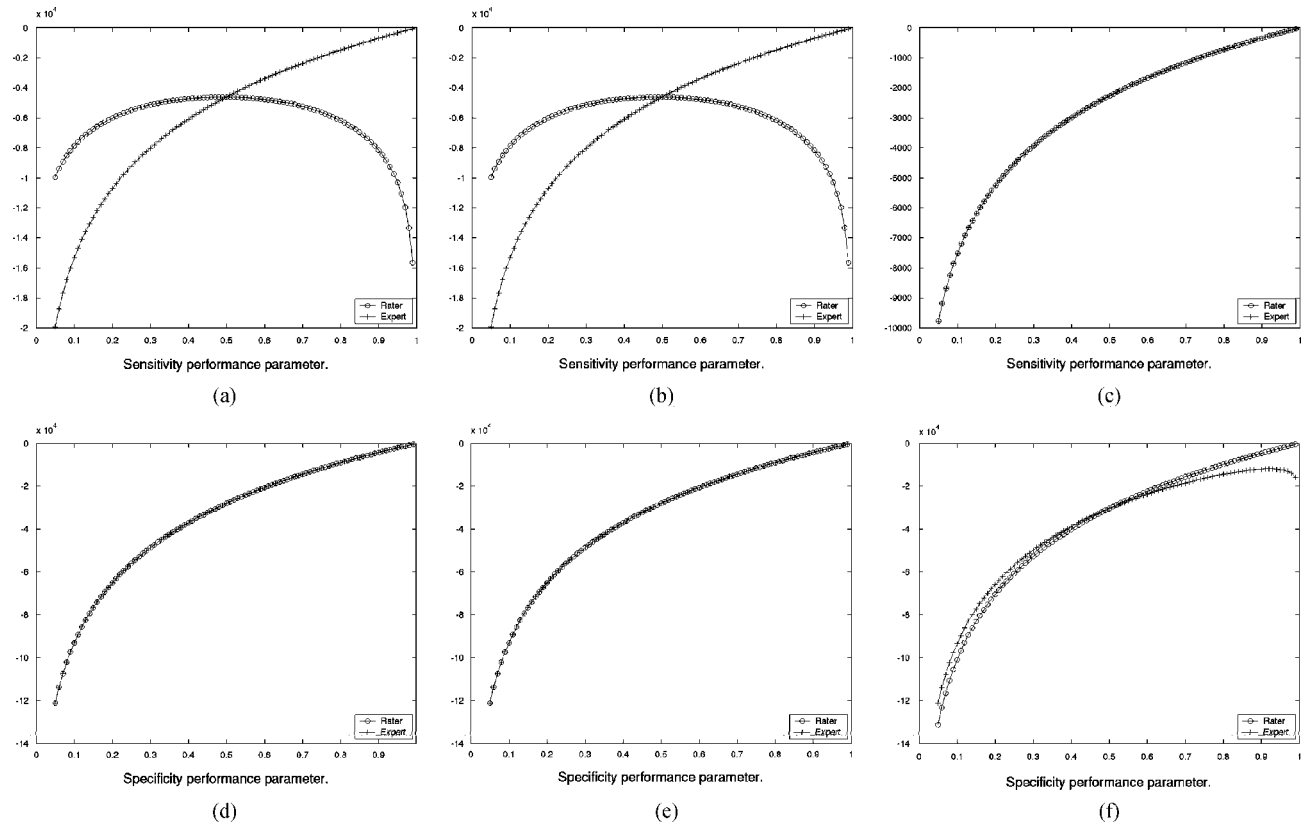 x 10⁴
0
-0.2
-0.4
-0.6
-0.8
-1
-1.2
-1.4
-1.6
-1.8
-2
0 0.1 0.2 0.3 0.4 0.5 0.6 0.7 0.8 0.9 1
Rater
Expert
Sensitivity performance parameter.
(a)
x 10⁴
0
-0.2
-0.4
-0.6
-0.8
-1
-1.2
-1.4
-1.6
-1.8
-2
0 0.1 0.2 0.3 0.4 0.5 0.6 0.7 0.8 0.9 1
Rater
Expert
Sensitivity performance parameter.
(b)
0
-1000
-2000
-3000
-4000
-5000
-6000
-7000
-8000
-9000
-10000
0 0.1 0.2 0.3 0.4 0.5 0.6 0.7 0.8 0.9 1
Rater
Expert
Sensitivity performance parameter.
(c)
x 10⁴
0
-2
-4
-6
-8
-10
-12
-14
0 0.1 0.2 0.3 0.4 0.5 0.6 0.7 0.8 0.9 1
Rater
Expert
Specificity performance parameter.
(d)
x 10²
0
-2
-4
-6
-8
-10
-12
-14
0 0.1 0.2 0.3 0.4 0.5 0.6 0.7 0.8 0.9 1
Rater
Expert
Specificity performance parameter.
(e)
x 10⁴
0
-2
-4
-6
-8
-10
-12
-14
0 0.1 0.2 0.3 0.4 0.5 0.6 0.7 0.8 0.9 1
Rater
Expert
Specificity performance parameter.
(f)